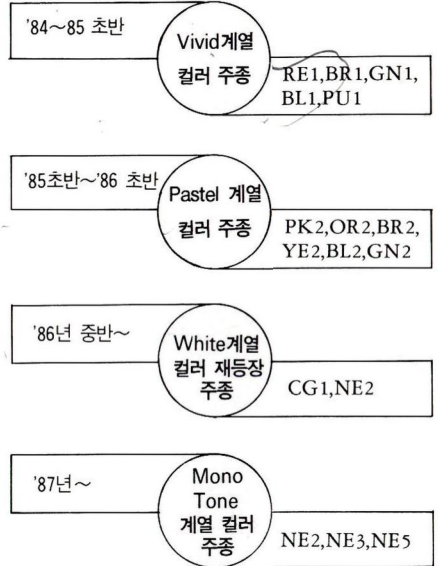 '84～85 초반
Vivid계열
컬러 주종
RE1,BR1,GN1,
BL1,PU1
'85초반～'86 초반
Pastel 계열
컬러 주종
PK2,OR2,BR2,
YE2,BL2,GN2
'86년 중반～
White계열
컬러 재등장
주종
CG1,NE2
'87년～
Mono
Tone
계열 컬러
주종
NE2,NE3,NE5